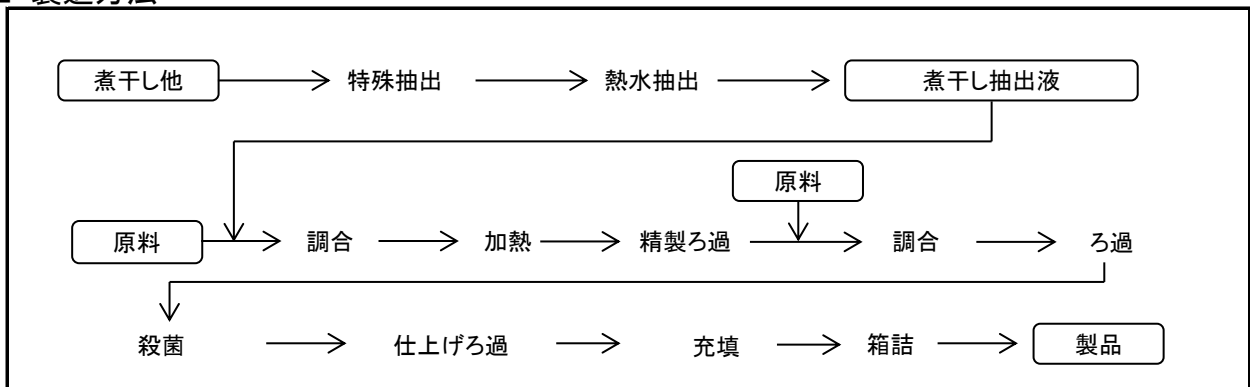 製造方法
煮干し他 特殊抽出 熱水抽出 煮干し抽出液
原料
原料 調合 加熱 精製ろ過 調合 ろ過
殺菌 仕上げろ過 充填 箱詰 製品